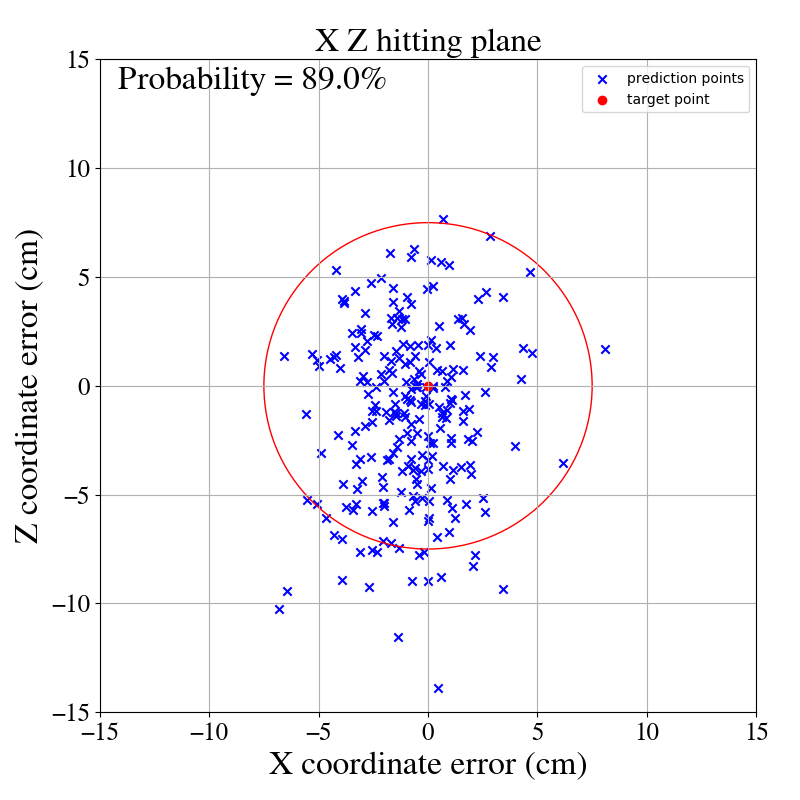 X Z hitting plane
Probability = 89.0%
prediction points
target point
Z coordinate error (cm)
15
10
5
0
−5
−10
−15
−15
−10
−5
0
5
10
15
X coordinate error (cm)